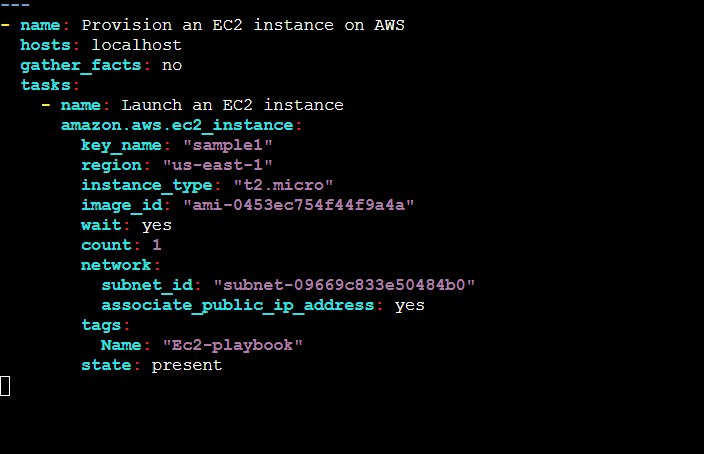 ---
- name: Provision an EC2 instance on AWS
  hosts: localhost
  gather_facts: no
  tasks:
    - name: Launch an EC2 instance
      amazon.aws.ec2_instance:
        key_name: "sample1"
        region: "us-east-1"
        instance_type: "t2.micro"
        image_id: "ami-0453ec754f44f9a4a"
        wait: yes
        count: 1
        network:
          subnet_id: "subnet-09669c833e50484b0"
          associate_public_ip_address: yes
        tags:
          Name: "Ec2-playbook"
        state: present